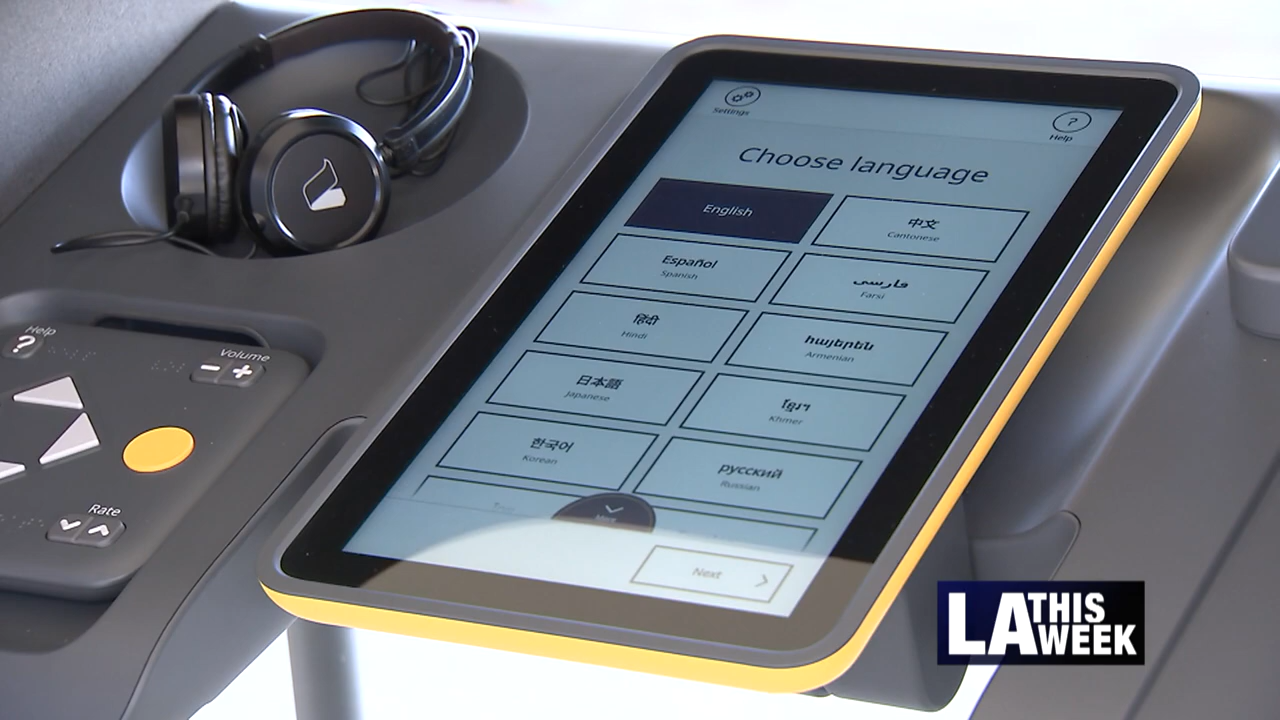 Settings
?
Help
Choose language
English
中文
Cantonese
Español
Spanish
فارسی
Farsi
हिंदी
Hindi
հայերեն
Armenian
日本語
Japanese
ខ្មែរ
Khmer
한국어
Korean
русский
Russian
Next
Help
?
Volume
− +
Rate
LA THIS WEEK